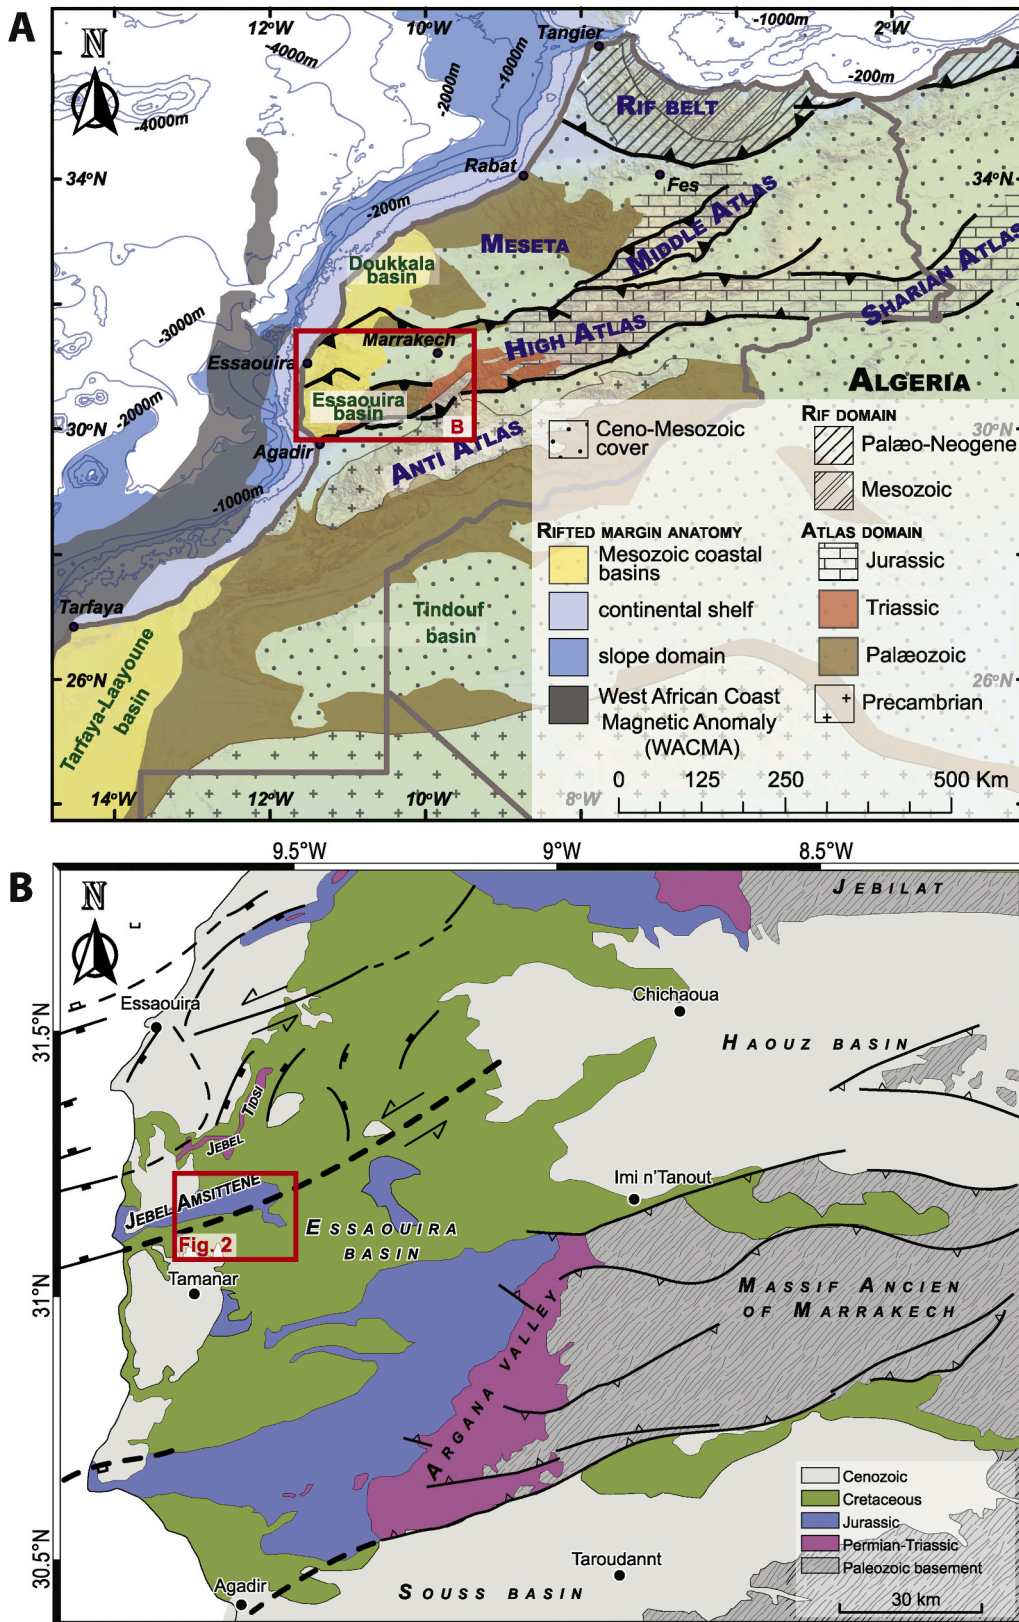 A
12°W
10°W
2°W
N
-4000m
-1000m
-1000m
Tangier
-2000m
-200m
-4000m
RIF BELT
34°N
Rabat
Fes
34°N
-200m
MIDDLE ATLAS
MESETA
Doukkala
basin
SHARIAN ATLAS
-3000m
HIGH ATLAS
Marrakech
Essaouira
Essaouira
basin
B
ALGERIA
-2000m
30°N
Agadir
ANTI ATLAS
-1000m
Tarfaya
Tindouf
basin
26°N
Tarfaya-Laayoune
basin
14°W
12°W
10°W
8°W
Ceno-Mesozoic
cover
RIFTED MARGIN ANATOMY
Mesozoic coastal
basins
continental shelf
slope domain
West African Coast
Magnetic Anomaly
(WACMA)
RIF DOMAIN
30°N
Palæo-Neogene
Mesozoic
ATLAS DOMAIN
Jurassic
Triassic
Palæozoic
26°N
Precambrian
0 125 250 500 Km
B
9.5°W
9°W
8.5°W
N
JEBILAT
Essaouira
Chichaoua
31.5°N
HAOUZ BASIN
JEBEL TIDSI
JEBEL AMSITTENE
Imi n'Tanout
ESSAOUIRA
BASIN
Fig. 2
Tamanar
31°N
MASSIF ANCIEN
OF MARRAKECH
ARGANA VALLEY
30.5°N
Taroudannt
Agadir
SOUSS BASIN
Cenozoic
Cretaceous
Jurassic
Permian-Triassic
Paleozoic basement
30 km